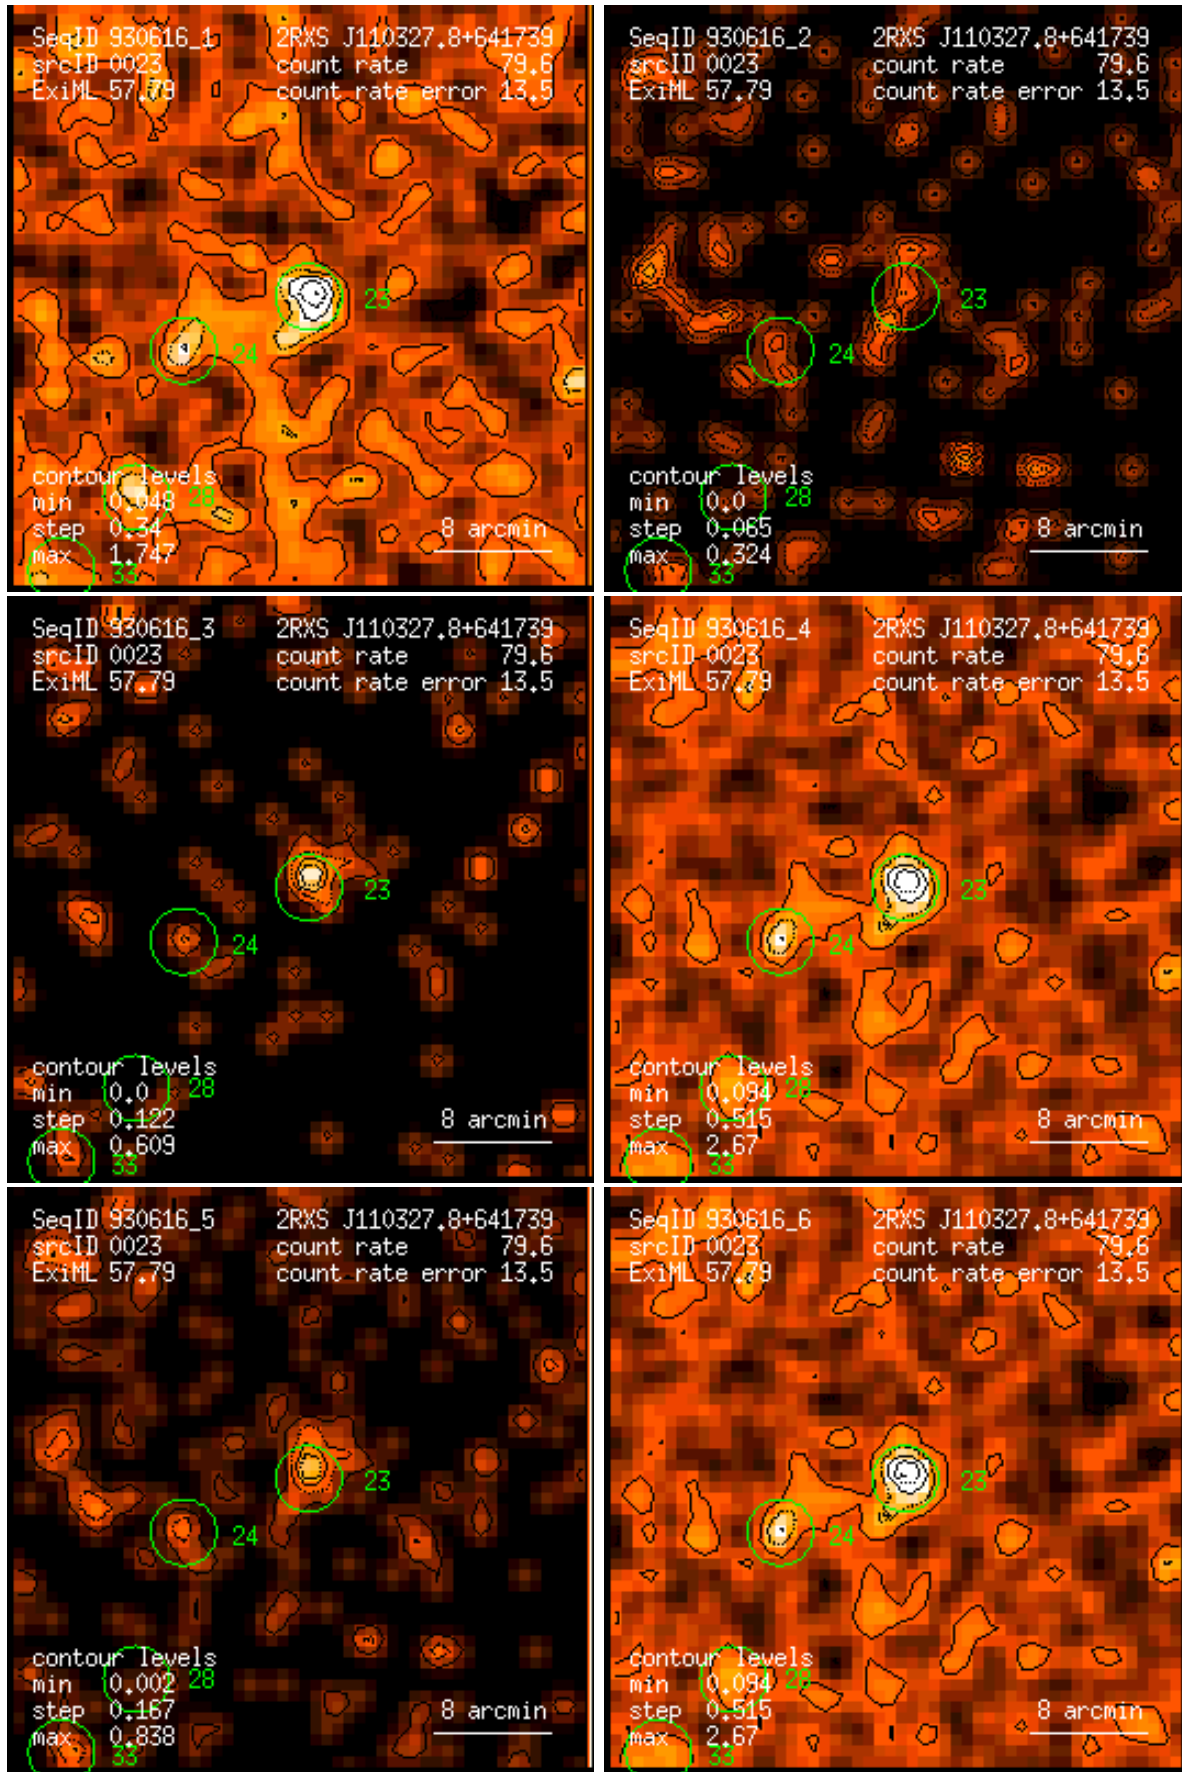 SeqID 930616_1 2RXS J110327.8+641739
srcID 0023 count rate 79.6
ExiML 57.79 count rate error 13.5
23
24
contour levels
min 0.048 28
step 0.34 8 arcmin
max 1.747
33
SeqID 930616_2 2RXS J110327.8+641739
srcID 0023 count rate 79.6
ExiML 57.79 count rate error 13.5
23
24
contour levels
min 0.0 28
step 0.065 8 arcmin
max 0.324
33
SeqID 930616_3 2RXS J110327.8+641739
srcID 0023 count rate 79.6
ExiML 57.79 count rate error 13.5
23
24
contour levels
min 0.0 28
step 0.122 8 arcmin
max 0.609
33
SeqID 930616_4 2RXS J110327.8+641739
srcID 0023 count rate 79.6
ExiML 57.79 count rate error 13.5
23
24
contour levels
min 0.094 28
step 0.515 8 arcmin
max 2.67
33
SeqID 930616_5 2RXS J110327.8+641739
srcID 0023 count rate 79.6
ExiML 57.79 count rate error 13.5
23
24
contour levels
min 0.002 28
step 0.167 8 arcmin
max 0.838
33
SeqID 930616_6 2RXS J110327.8+641739
srcID 0023 count rate 79.6
ExiML 57.79 count rate error 13.5
23
24
contour levels
min 0.094 28
step 0.515 8 arcmin
max 2.67
33